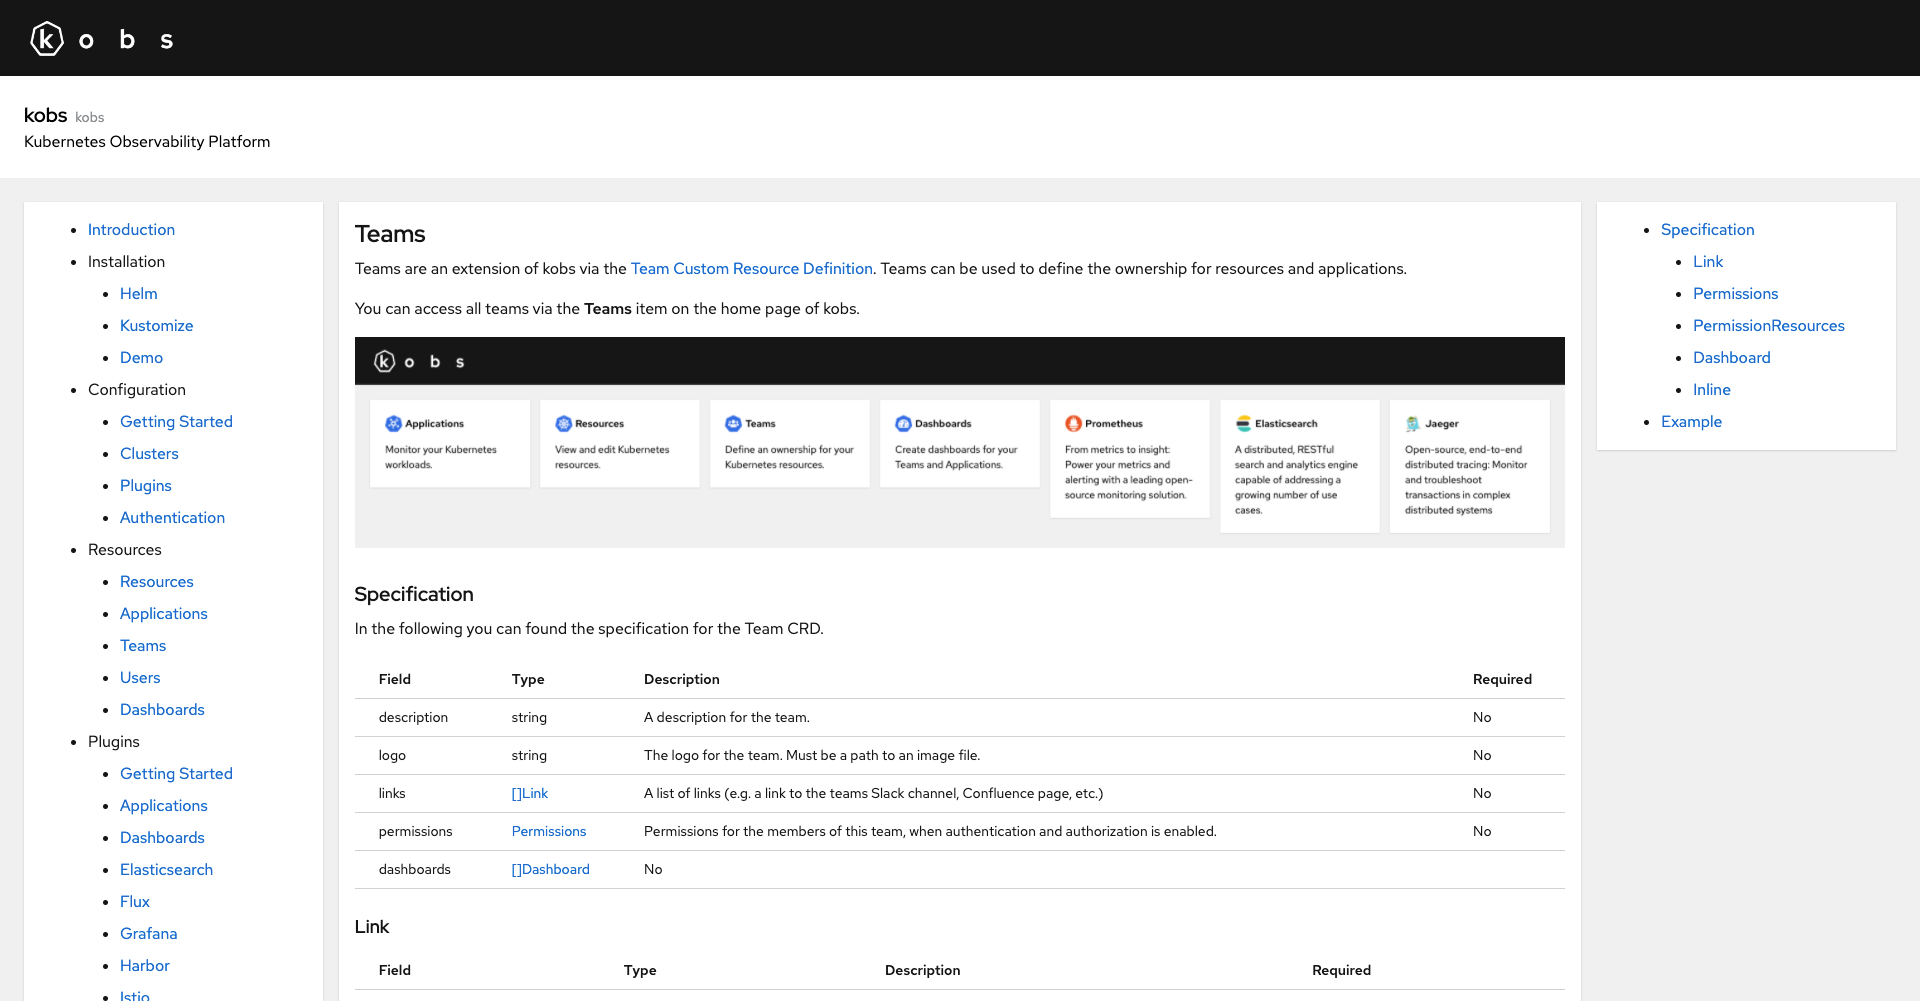 k o b s
kobs kobs
Kubernetes Observability Platform
Introduction
Installation
Helm
Kustomize
Demo
Configuration
Getting Started
Clusters
Plugins
Authentication
Resources
Resources
Applications
Teams
Users
Dashboards
Plugins
Getting Started
Applications
Dashboards
Elasticsearch
Flux
Grafana
Harbor
Istio
Teams
Teams are an extension of kobs via the Team Custom Resource Definition. Teams can be used to define the ownership for resources and applications.
You can access all teams via the Teams item on the home page of kobs.
k o b s
Applications
Monitor your Kubernetes
workloads.
Resources
View and edit Kubernetes
resources.
Teams
Define an ownership for your
Kubernetes resources.
Dashboards
Create dashboards for your
Teams and Applications.
Prometheus
From metrics to insight:
Power your metrics and
alerting with a leading open-
source monitoring solution.
Elasticsearch
A distributed, RESTful
search and analytics engine
capable of addressing a
growing number of use
cases.
Jaeger
Open-source, end-to-end
distributed tracing: Monitor
and troubleshoot
transactions in complex
distributed systems
Specification
In the following you can found the specification for the Team CRD.
Field Type Description Required
description string A description for the team. No
logo string The logo for the team. Must be a path to an image file. No
links []Link A list of links (e.g. a link to the teams Slack channel, Confluence page, etc.) No
permissions Permissions Permissions for the members of this team, when authentication and authorization is enabled. No
dashboards []Dashboard No
Link
Field Type Description Required
Specification
Link
Permissions
PermissionResources
Dashboard
Inline
Example